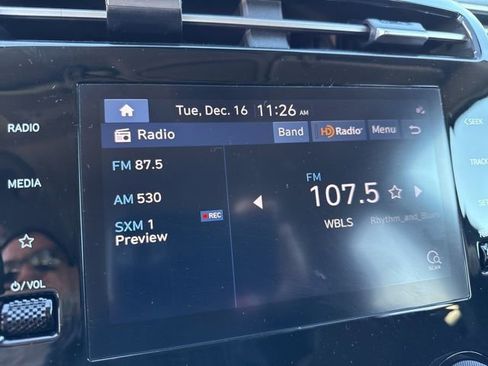 Tue, Dec. 16 11:26 AM
Radio Band HD Radio Menu
RADIO
MEDIA
⏻/VOL
FM 87.5
AM 530
SXM 1 REC
Preview
FM
107.5
WBLS Rhythm_and_Blues
SCAN
<SEEK
TRACK